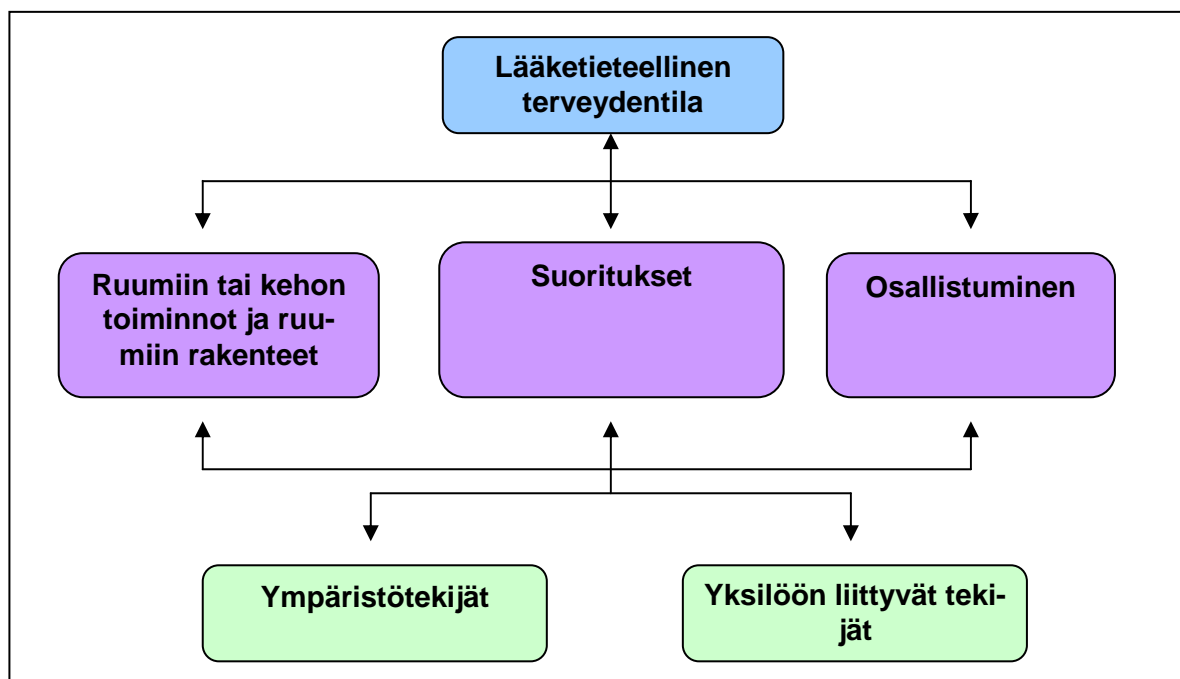 Lääketieteellinen
terveydentila
Ruumiin tai kehon
toiminnot ja ruu-
miin rakenteet
Suoritukset
Osallistuminen
Ympäristötekijät
Yksilöön liittyvät teki-
jät